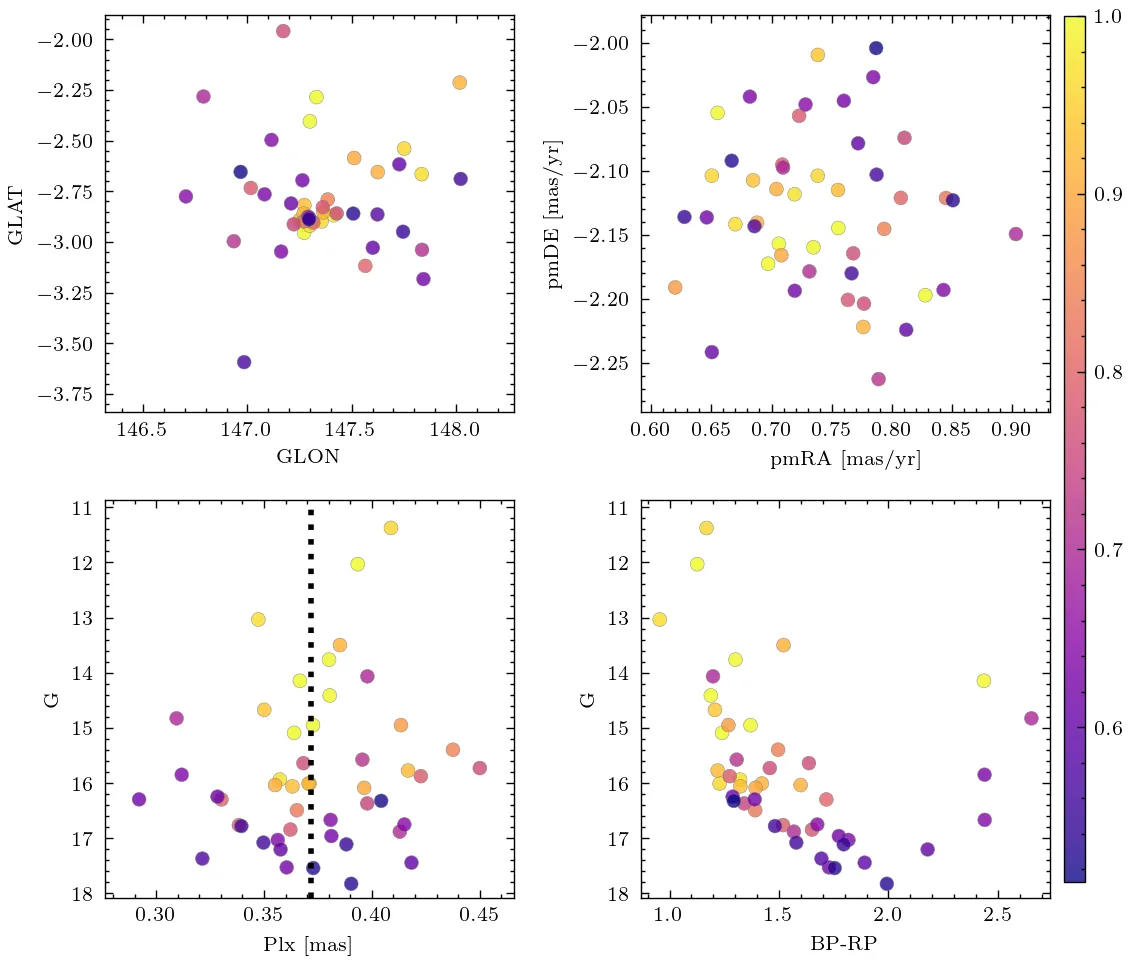 −2.00
−2.25
−2.50
−2.75
−3.00
−3.25
−3.50
−3.75
GLAT
146.5 147.0 147.5 148.0
GLON
−2.00
−2.05
−2.10
−2.15
−2.20
−2.25
pmDE [mas/yr]
0.60 0.65 0.70 0.75 0.80 0.85 0.90
pmRA [mas/yr]
11
12
13
14
15
16
17
18
G
0.30 0.35 0.40 0.45
Plx [mas]
11
12
13
14
15
16
17
18
G
1.0 1.5 2.0 2.5
BP-RP
1.0
0.9
0.8
0.7
0.6